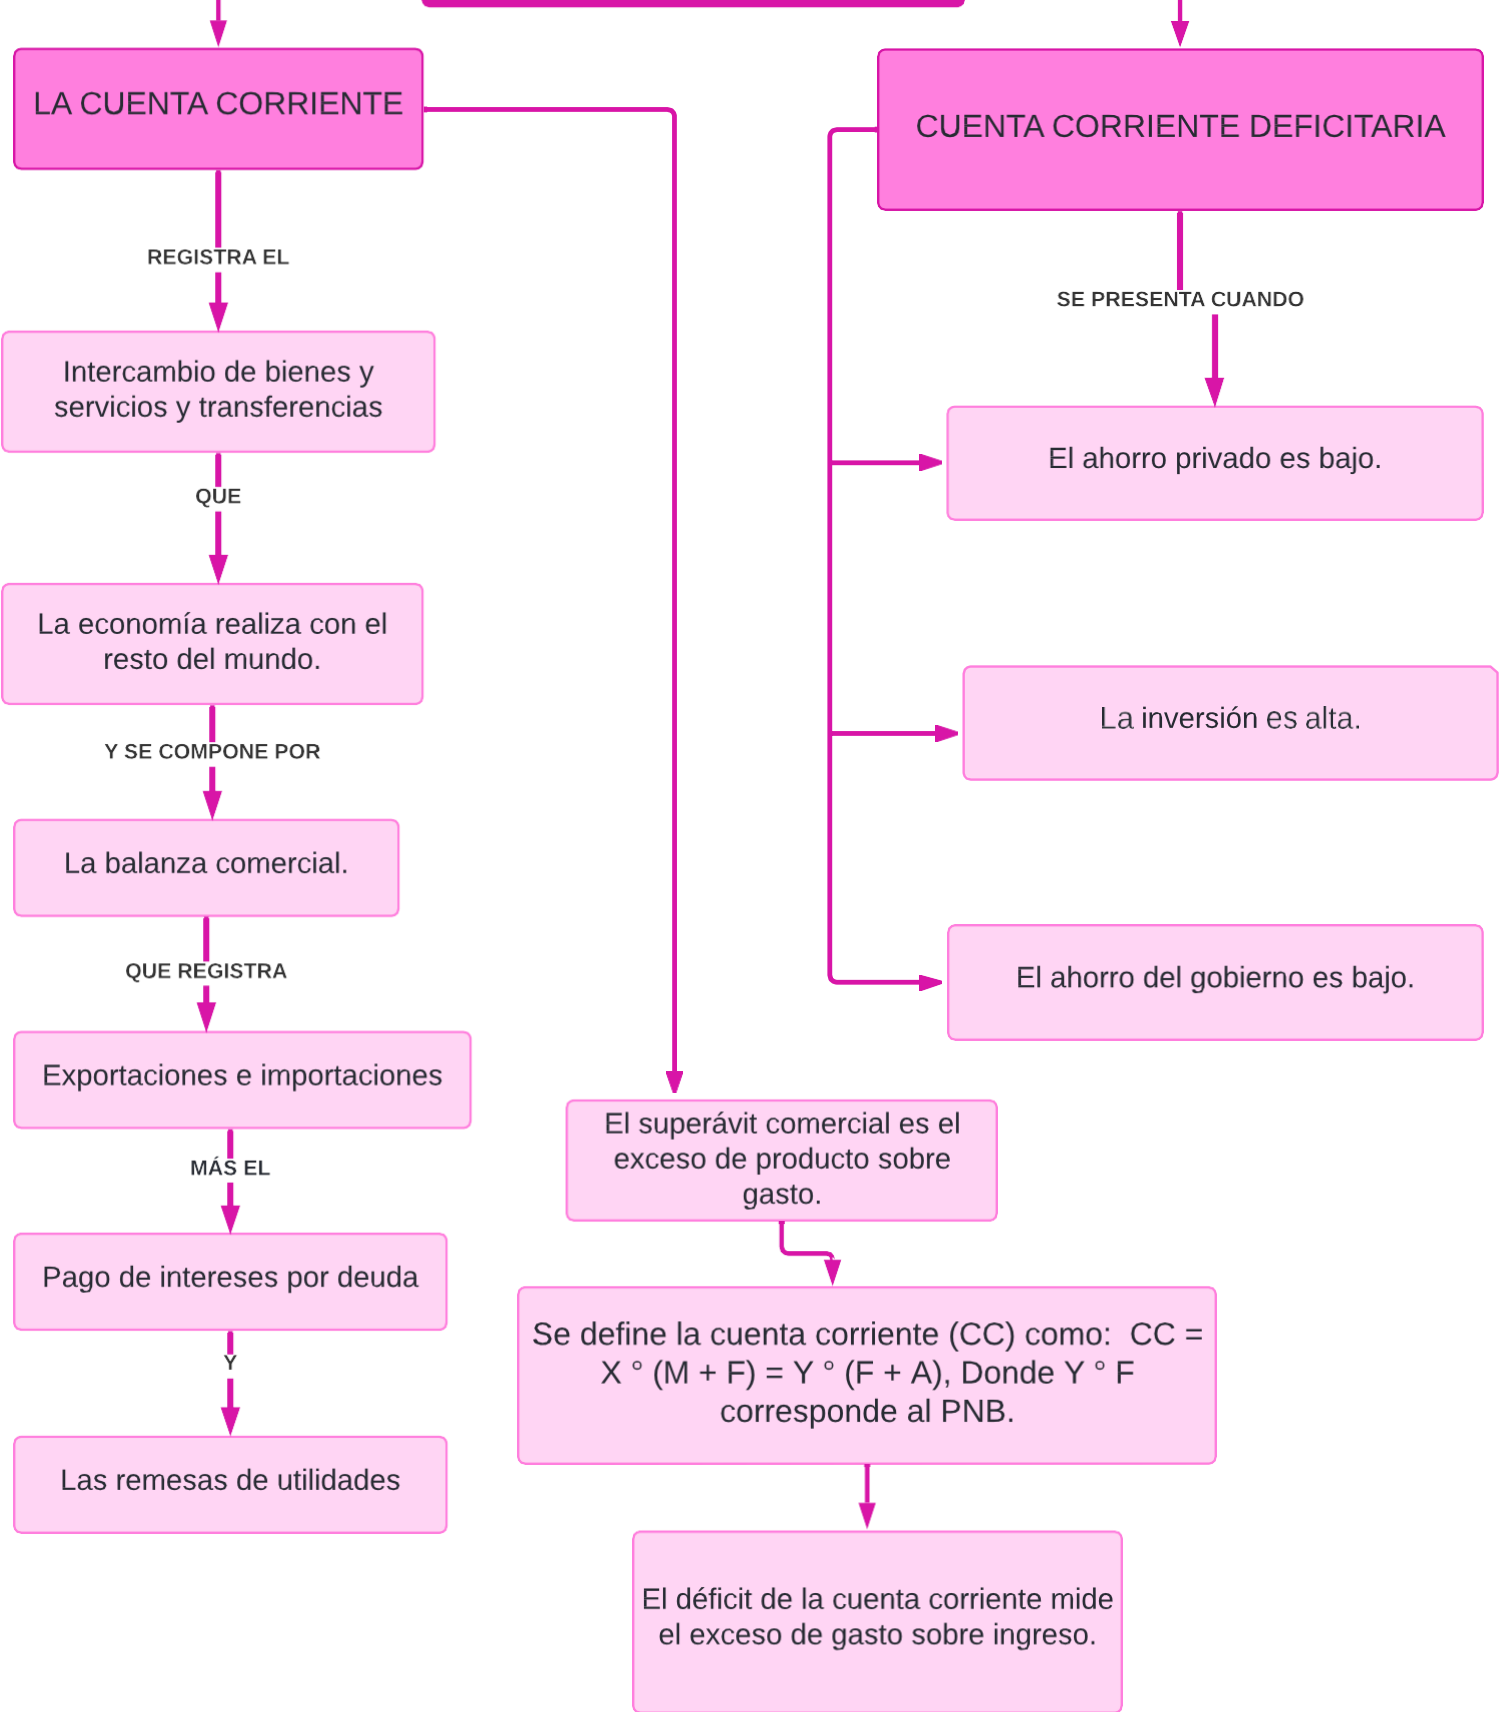 LA CUENTA CORRIENTE
REGISTRA EL
Intercambio de bienes y
servicios y transferencias
QUE
La economía realiza con el
resto del mundo.
Y SE COMPONE POR
La balanza comercial.
QUE REGISTRA
Exportaciones e importaciones
MÁS EL
Pago de intereses por deuda
Y
Las remesas de utilidades
El superávit comercial es el
exceso de producto sobre
gasto.
Se define la cuenta corriente (CC) como:  CC =
X ° (M + F) = Y ° (F + A), Donde Y ° F
corresponde al PNB.
El déficit de la cuenta corriente mide
el exceso de gasto sobre ingreso.
CUENTA CORRIENTE DEFICITARIA
SE PRESENTA CUANDO
El ahorro privado es bajo.
La inversión es alta.
El ahorro del gobierno es bajo.